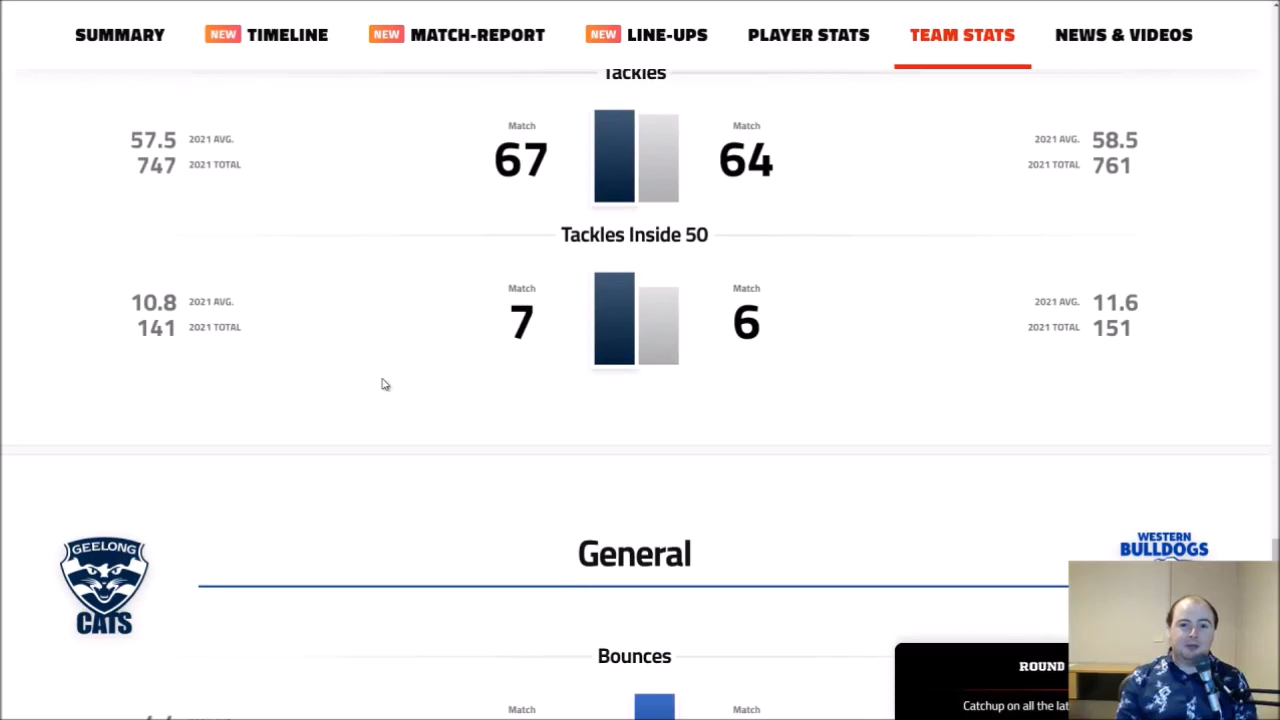 SUMMARY NEW TIMELINE NEW MATCH-REPORT NEW LINE-UPS PLAYER STATS TEAM STATS NEWS & VIDEOS
Tackles
57.5 2021 AVG.
747 2021 TOTAL
Match
67
Match
64
2021 AVG. 58.5
2021 TOTAL 761
Tackles Inside 50
10.8 2021 AVG.
141 2021 TOTAL
Match
7
Match
6
2021 AVG. 11.6
2021 TOTAL 151
GEELONG
CATS
General
WESTERN
BULLDOGS
Bounces
Match
Match
ROUND
Catchup on all the